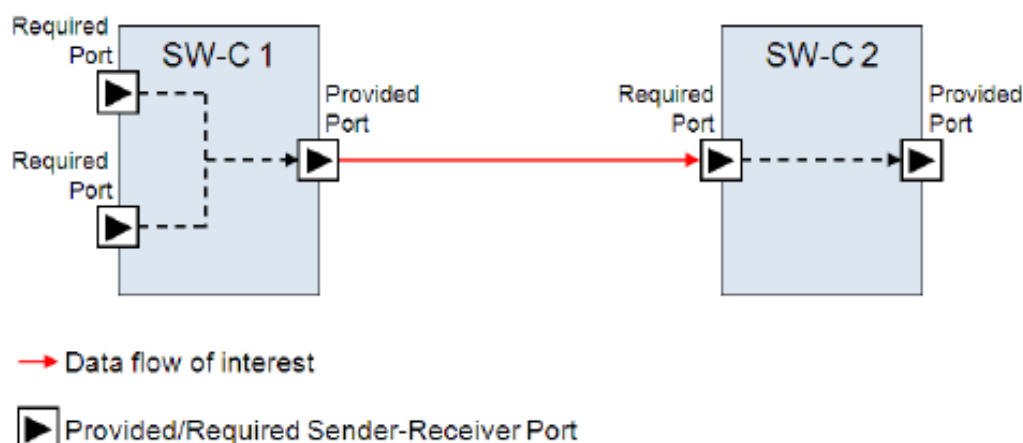 Required
Port
SW-C 1
Provided
Port
Required
Port
Required
Port
SW-C 2
Provided
Port
Data flow of interest
Provided/Required Sender-Receiver Port